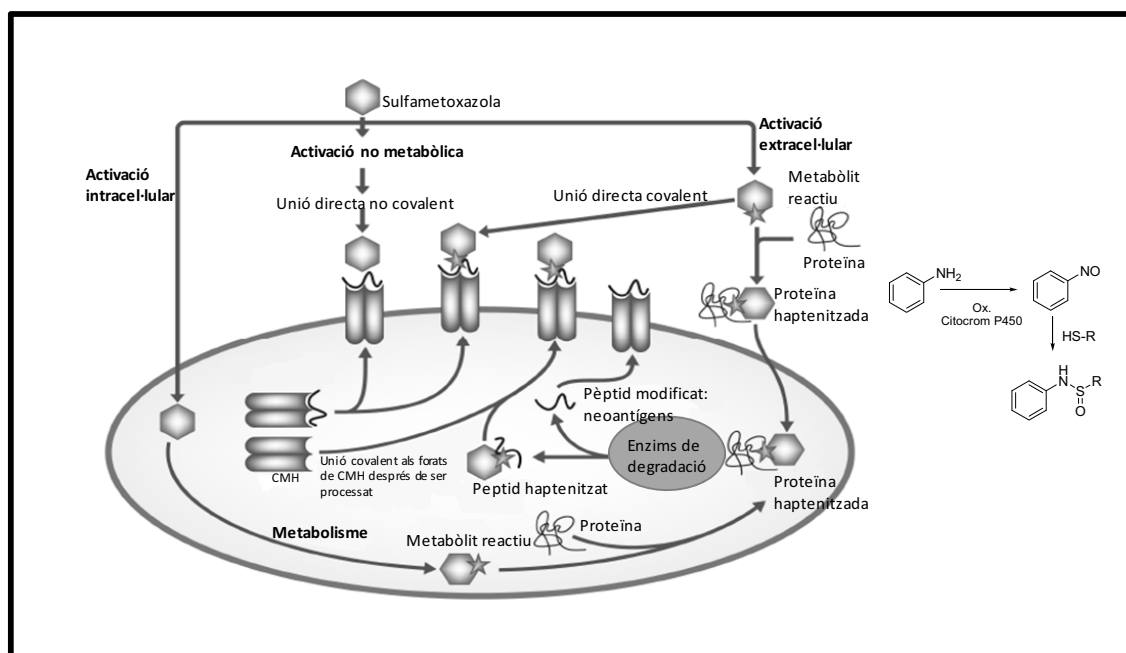 Sulfametoxazola
Activació
extracel·lular
Activació no metabòlica
Activació
intracel·lular
Metabòlit
reactiu
Unió directa covalent
Unió directa no covalent
Proteïna
Proteïna
haptenitzada
Pèptid modificat:
neoantígens
Enzims de
degradació
CMH
Unió covalent als forats
de CMH després de ser
processat
Peptid haptenitzat
Proteïna
haptenitzada
Metabolisme
Proteïna
Metabòlit reactiu
NH2
Ox.
Citocrom P450
NO
HS-R
H
N
S
R
O